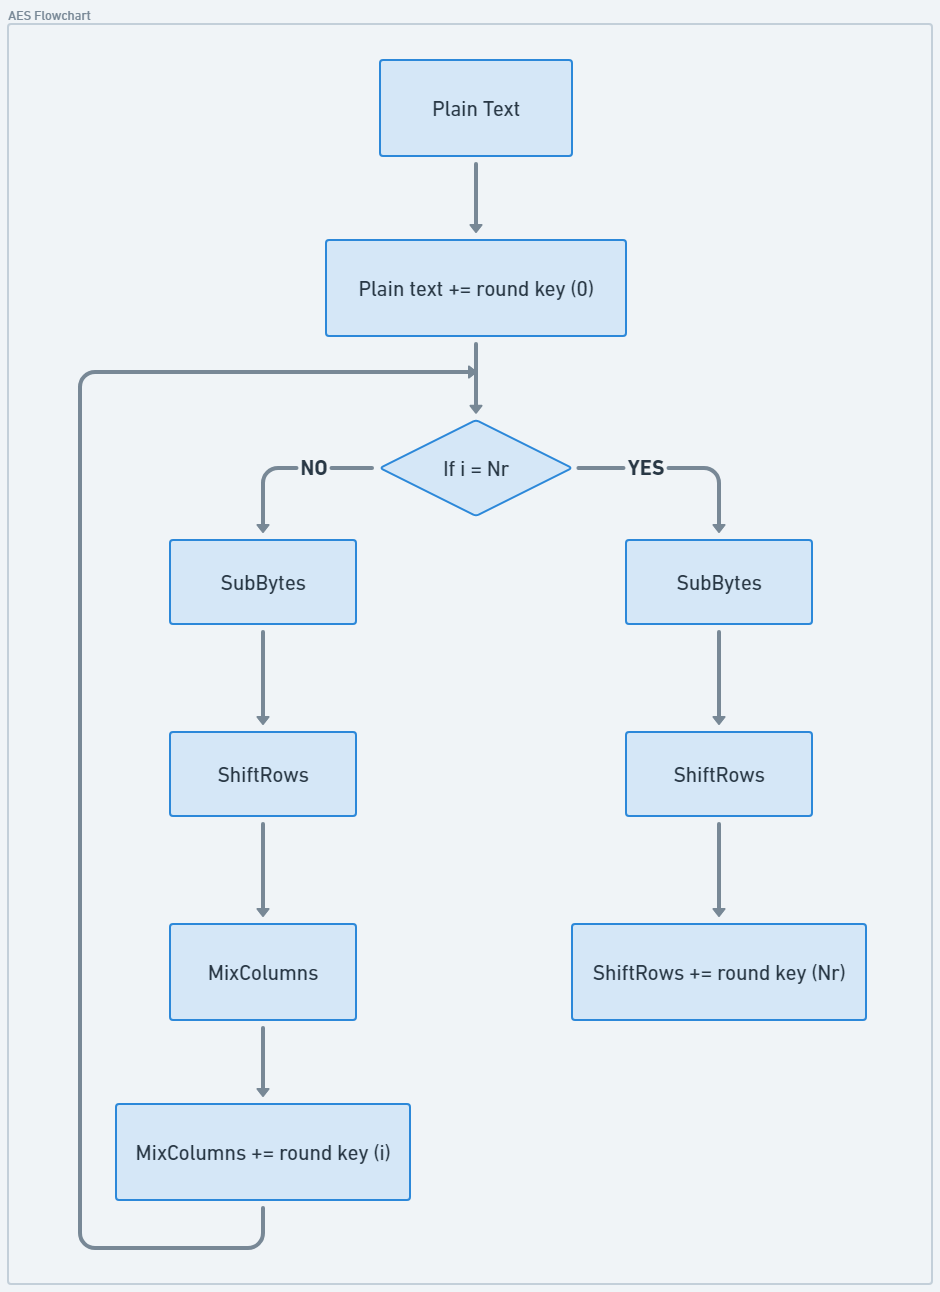 AES Flowchart
Plain Text
Plain text += round key (0)
If i = Nr
NO
YES
SubBytes
SubBytes
ShiftRows
ShiftRows
MixColumns
ShiftRows += round key (Nr)
MixColumns += round key (i)